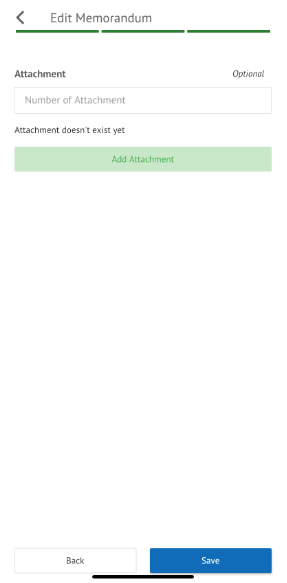 Edit Memorandum
Attachment
Optional
Number of Attachment
Attachment doesn't exist yet
Add Attachment
Back
Save